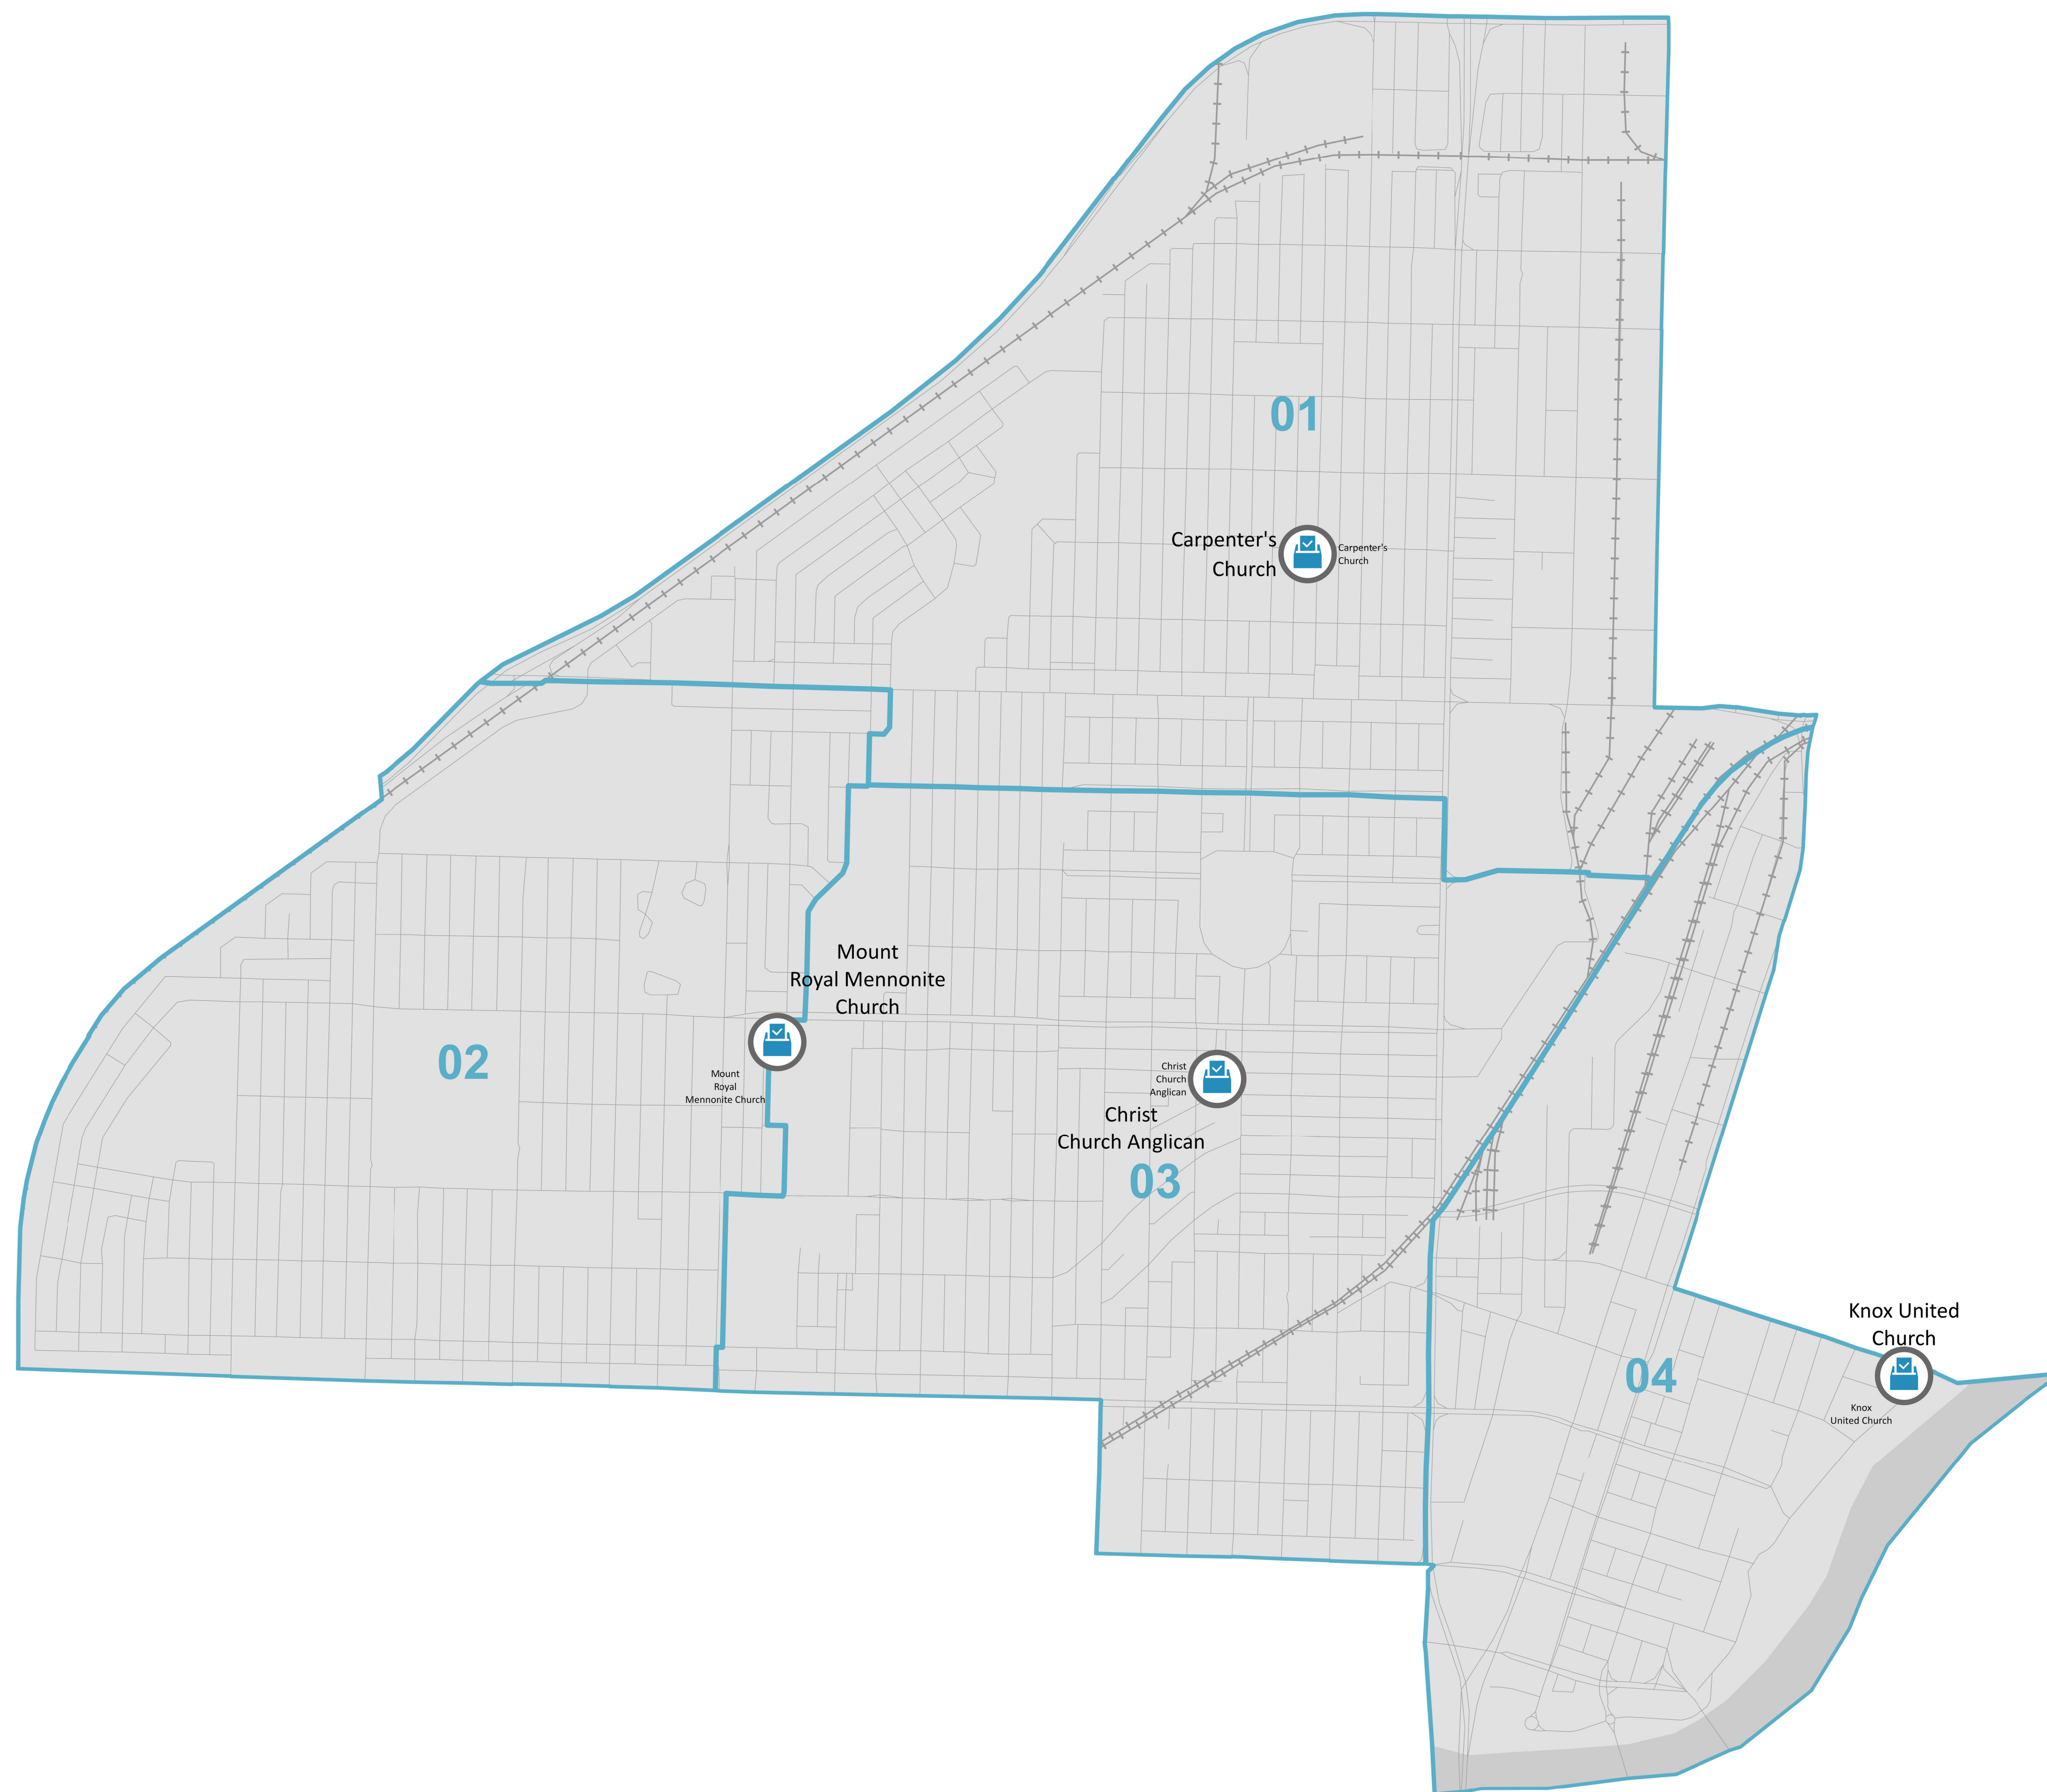 01
Carpenter's
Church
Carpenter's
Church
Mount
Royal Mennonite
Church
02
Mount
Royal
Mennonite Church
Christ
Church
Anglican
Christ
Church Anglican
03
Knox United
Church
04
Knox
United Church